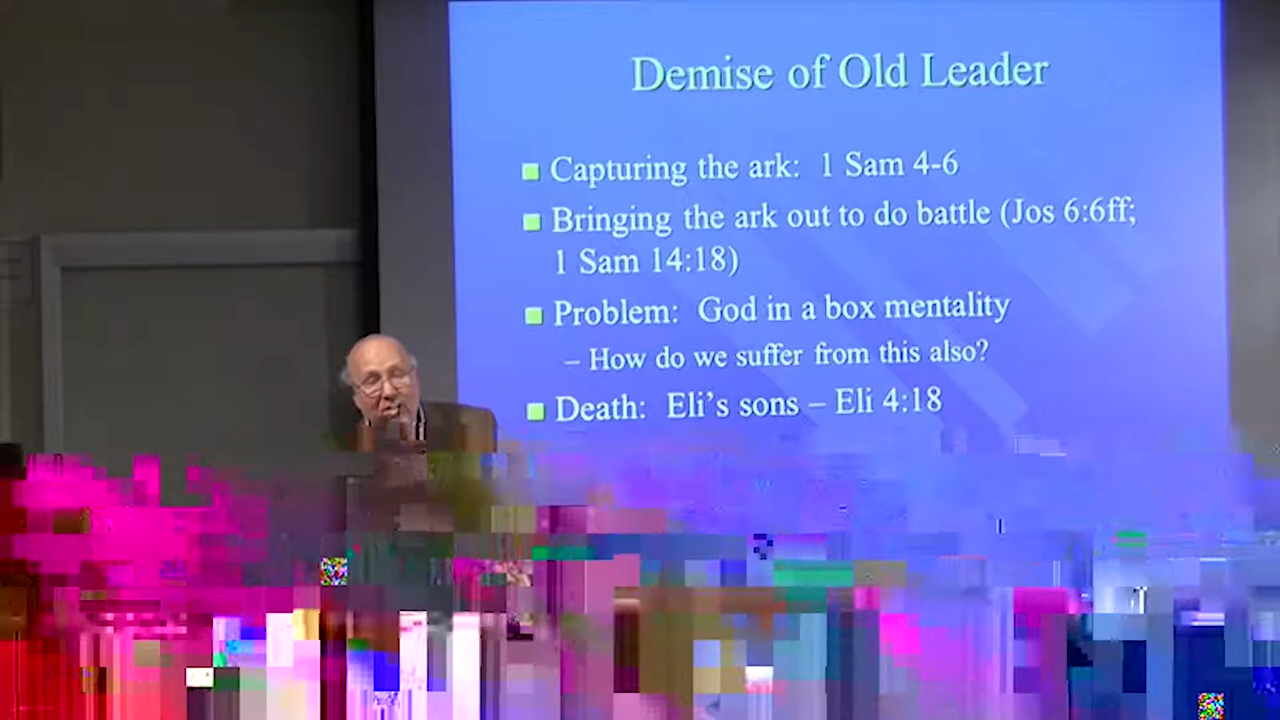 Demise of Old Leader
Capturing the ark: 1 Sam 4-6
Bringing the ark out to do battle (Jos 6:6ff;
1 Sam 14:18)
Problem: God in a box mentality
– How do we suffer from this also?
Death: Eli's sons – Eli 4:18